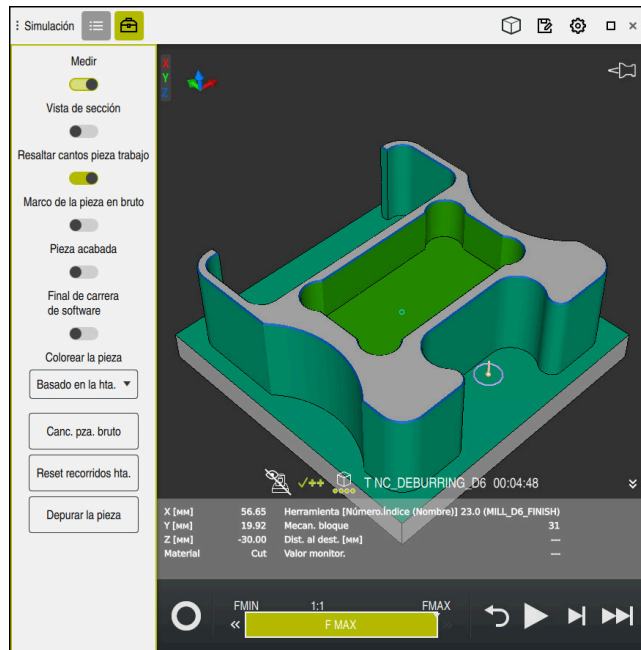 Simulación
Medir
Vista de sección
Resaltar cantos pieza trabajo
Marco de la pieza en bruto
Pieza acabada
Final de carrera
de software
Colorear la pieza
Basado en la hta.
Canc. pza. bruto
Reset recorridos hta.
Depurar la pieza
X
Y
Z
T NC_DEBURRING_D6 00:04:48
X [MM] 56.65 Herramienta [Número.Índice (Nombre)] 23.0 (MILL_D6_FINISH)
Y [MM] 19.92 Mecan. bloque 31
Z [MM] -30.00 Dist. al dest. [MM] ---
Material Cut Valor monitor. ---
FMIN 1:1 FMAX
F MAX